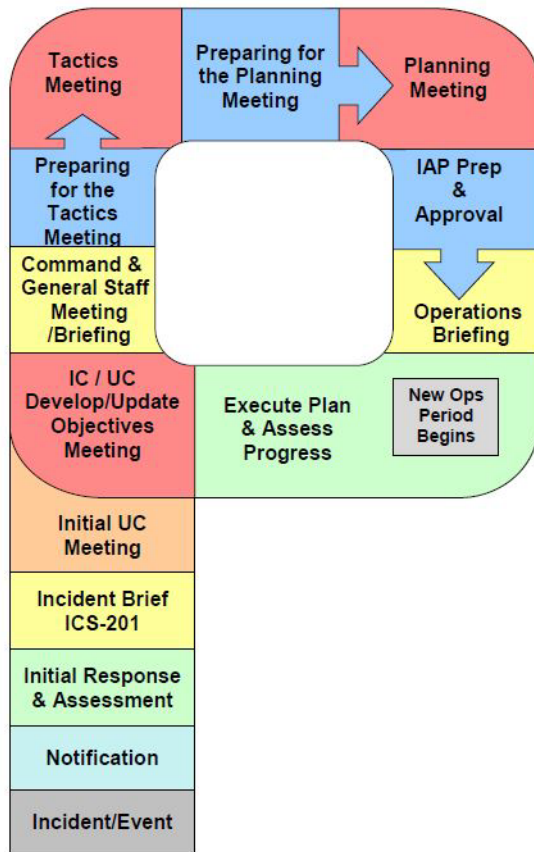 Tactics
Meeting
Preparing for
the Planning
Meeting
Planning
Meeting
Preparing
for the
Tactics
Meeting
IAP Prep
&
Approval
Command &
General Staff
Meeting
/Briefing
Operations
Briefing
IC / UC
Develop/Update
Objectives
Meeting
Execute Plan
& Assess
Progress
New Ops
Period
Begins
Initial UC
Meeting
Incident Brief
ICS-201
Initial Response
& Assessment
Notification
Incident/Event